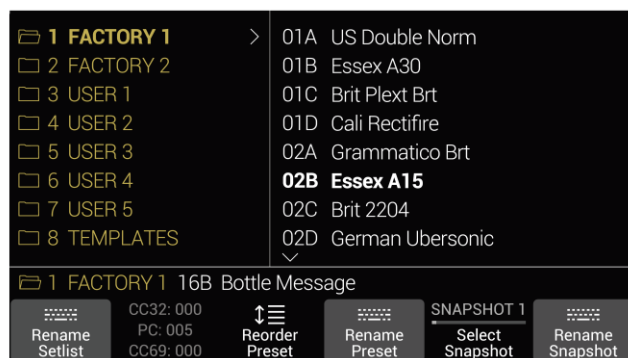 1 FACTORY 1 >
2 FACTORY 2
3 USER 1
4 USER 2
5 USER 3
6 USER 4
7 USER 5
8 TEMPLATES
01A US Double Norm
01B Essex A30
01C Brit Plext Brt
01D Cali Rectifire
02A Grammatico Brt
02B Essex A15
02C Brit 2204
02D German Ubersonic
1 FACTORY 1 16B Bottle Message
Rename
Setlist
CC32: 000
PC: 005
CC69: 000
Reorder
Preset
Rename
Preset
SNAPSHOT 1
Select
Snapshot
Rename
Snapshot